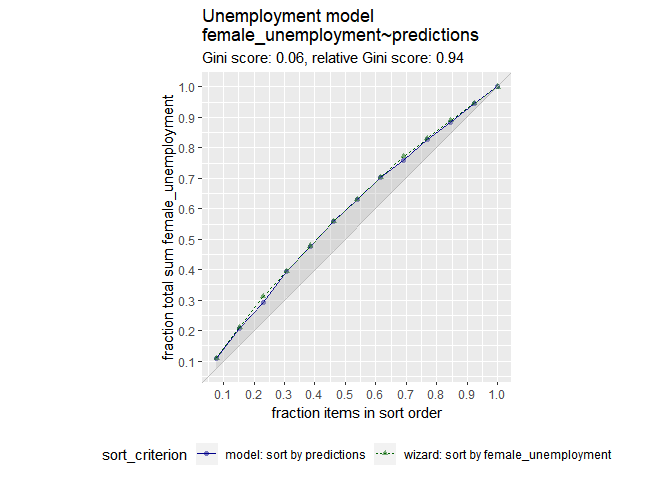 Unemployment model
female_unemployment~predictions
Gini score: 0.06, relative Gini score: 0.94
fraction total sum female_unemployment
1.0
0.9
0.8
0.7
0.6
0.5
0.4
0.3
0.2
0.1
0.1 0.2 0.3 0.4 0.5 0.6 0.7 0.8 0.9 1.0
fraction items in sort order
sort_criterion model: sort by predictions wizard: sort by female_unemployment